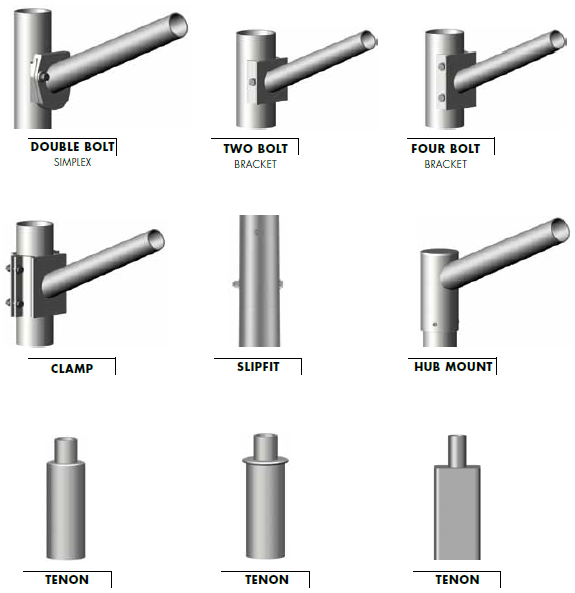 DOUBLE BOLT
SIMPLEX
TWO BOLT
BRACKET
FOUR BOLT
BRACKET
CLAMP
SLIPFIT
HUB MOUNT
TENON
TENON
TENON